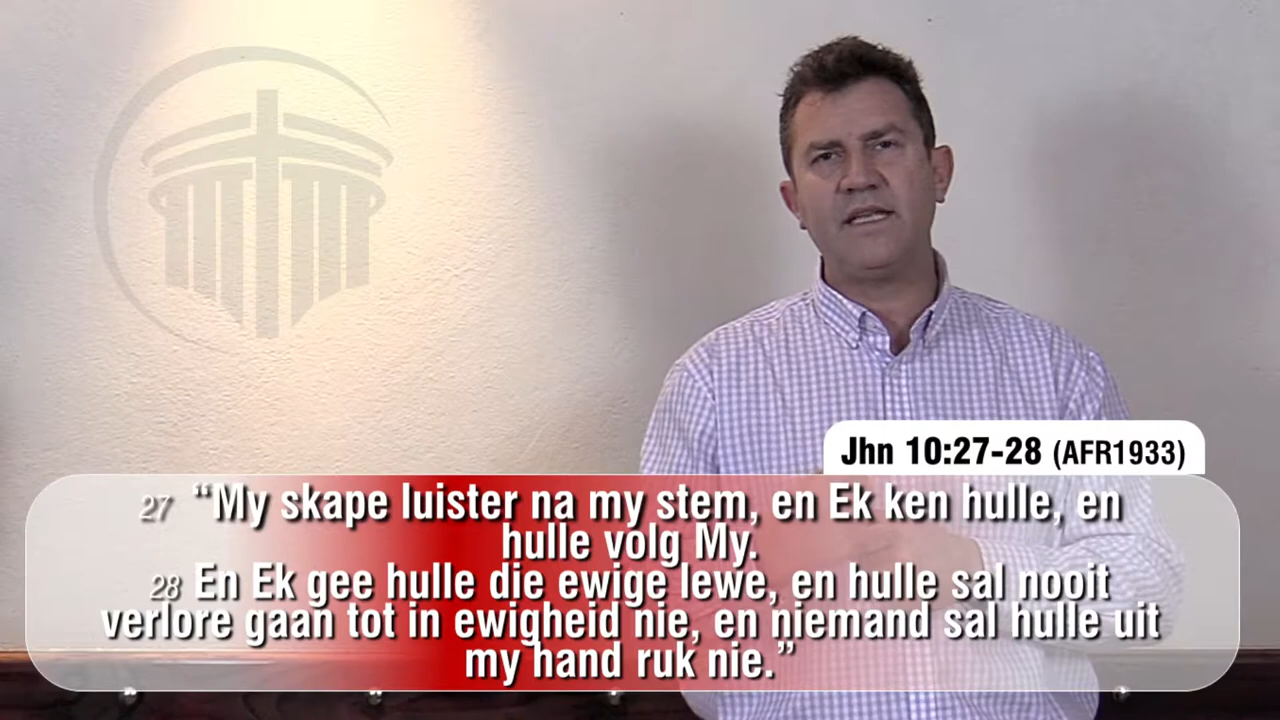 Jhn 10:27-28 (AFR1933)
27 “My skape luister na my stem, en Ek ken hulle, en
hulle volg My.
28 En Ek gee hulle die ewige lewe, en hulle sal nooit
verlore gaan tot in ewigheid nie, en niemand sal hulle uit
my hand ruk nie.”